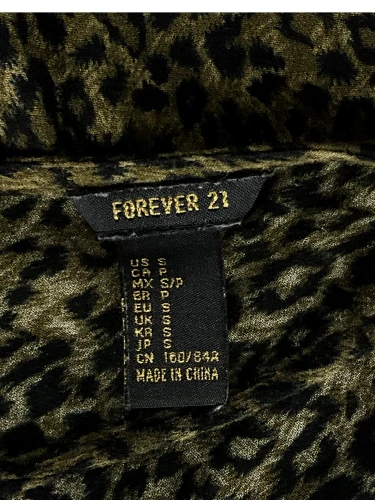 FOREVER 21
US S
CA P
MX S/P
BR P
EU S
UK S
KR S
JP S
CN 160/84A
MADE IN CHINA